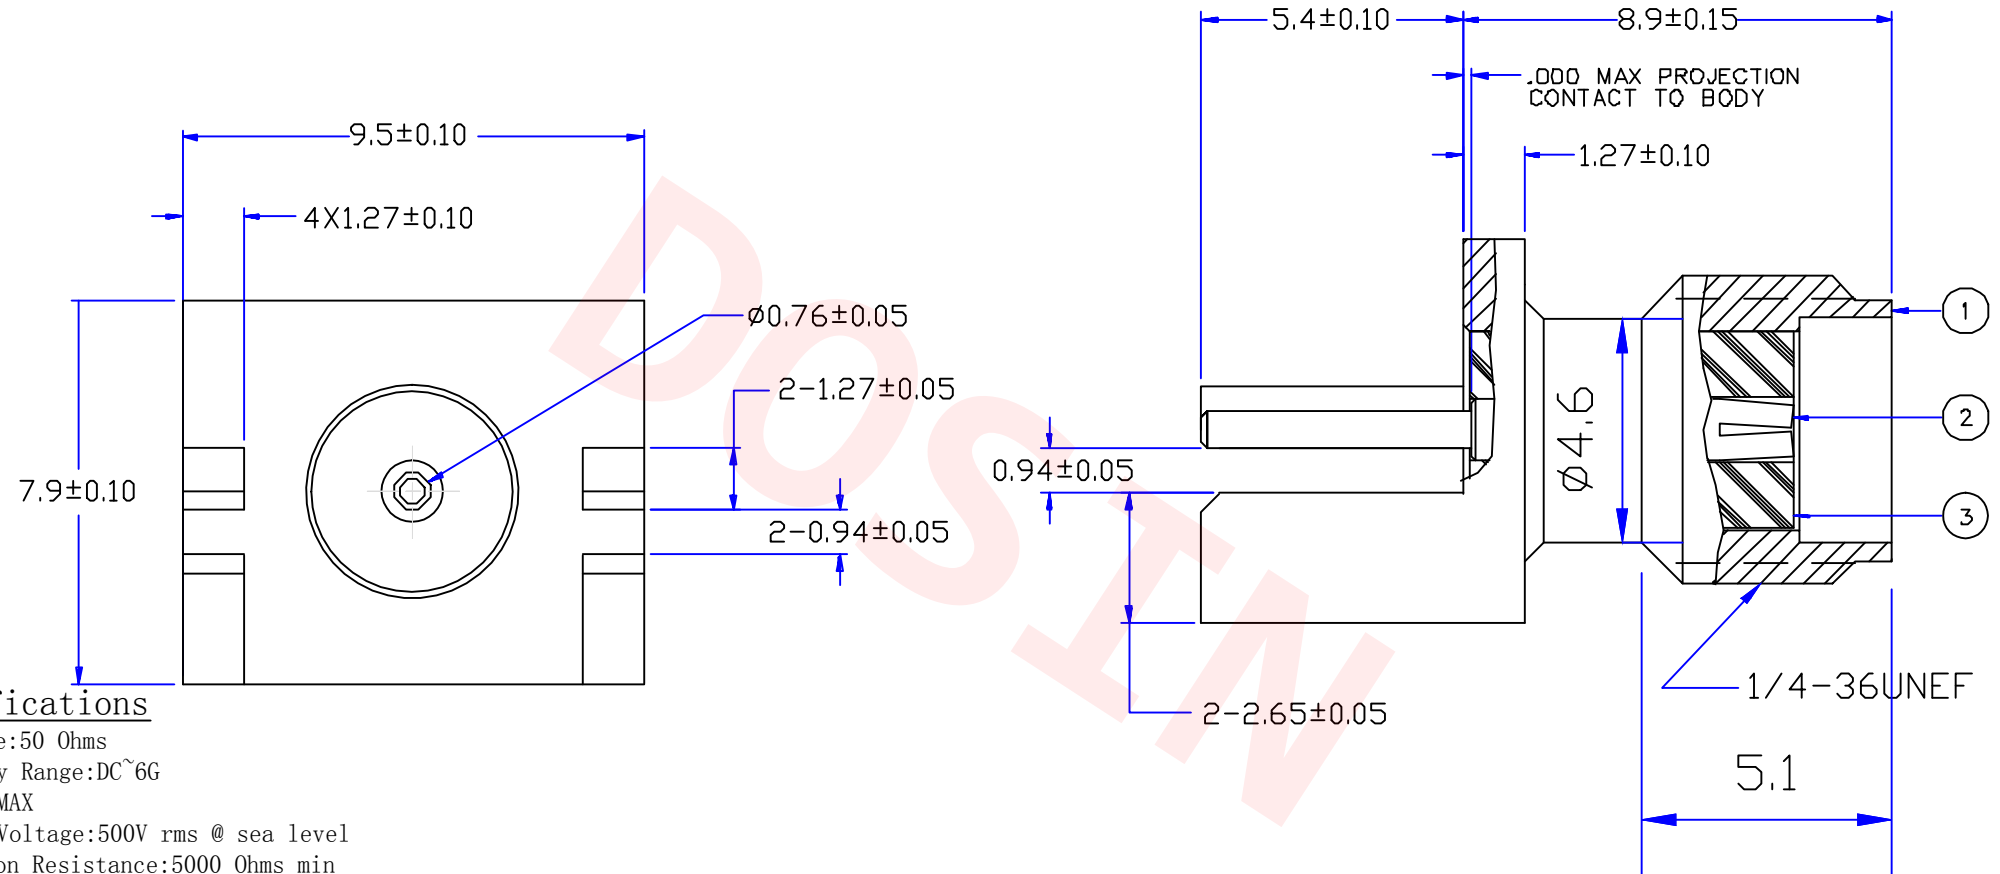 5.4±0.10
8.9±0.15
.000 MAX PROJECTION
CONTACT TO BODY
9.5±0.10
1.27±0.10
4X1.27±0.10
ø0.76±0.05
1
2-1.27±0.05
Ø4.6
2
0.94±0.05
7.9±0.10
3
2-0.94±0.05
DOSIN
1/4-36UNEF
2-2.65±0.05
5.1
fications
e:50 Ohms
y Range:DC~6G
MAX
Voltage:500V rms @ sea level
on Resistance:5000 Ohms min